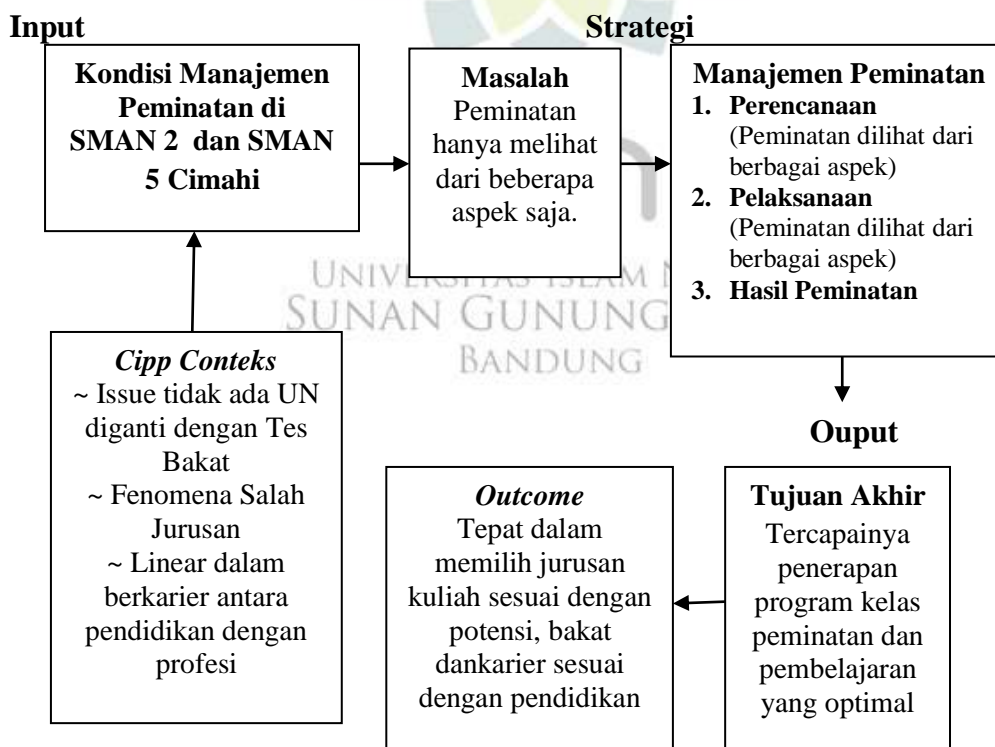 Input
Strategi
Kondisi Manajemen
Peminatan di
SMAN 2 dan SMAN
5 Cimahi
Masalah
Peminatan
hanya melihat
dari beberapa
aspek saja.
Manajemen Peminatan
1. Perencanaan
(Peminatan dilihat dari
berbagai aspek)
2. Pelaksanaan
(Peminatan dilihat dari
berbagai aspek)
3. Hasil Peminatan
UNIVERSITAS ISLAM N
SUNAN GUNUNG
BANDUNG
Cipp Conteks
~ Issue tidak ada UN
diganti dengan Tes
Bakat
~ Fenomena Salah
Jurusan
~ Linear dalam
berkarier antara
pendidikan dengan
profesi
Ouput
Outcome
Tepat dalam
memilih jurusan
kuliah sesuai dengan
potensi, bakat
dankarier sesuai
dengan pendidikan
Tujuan Akhir
Tercapainya
penerapan
program kelas
peminatan dan
pembelajaran
yang optimal